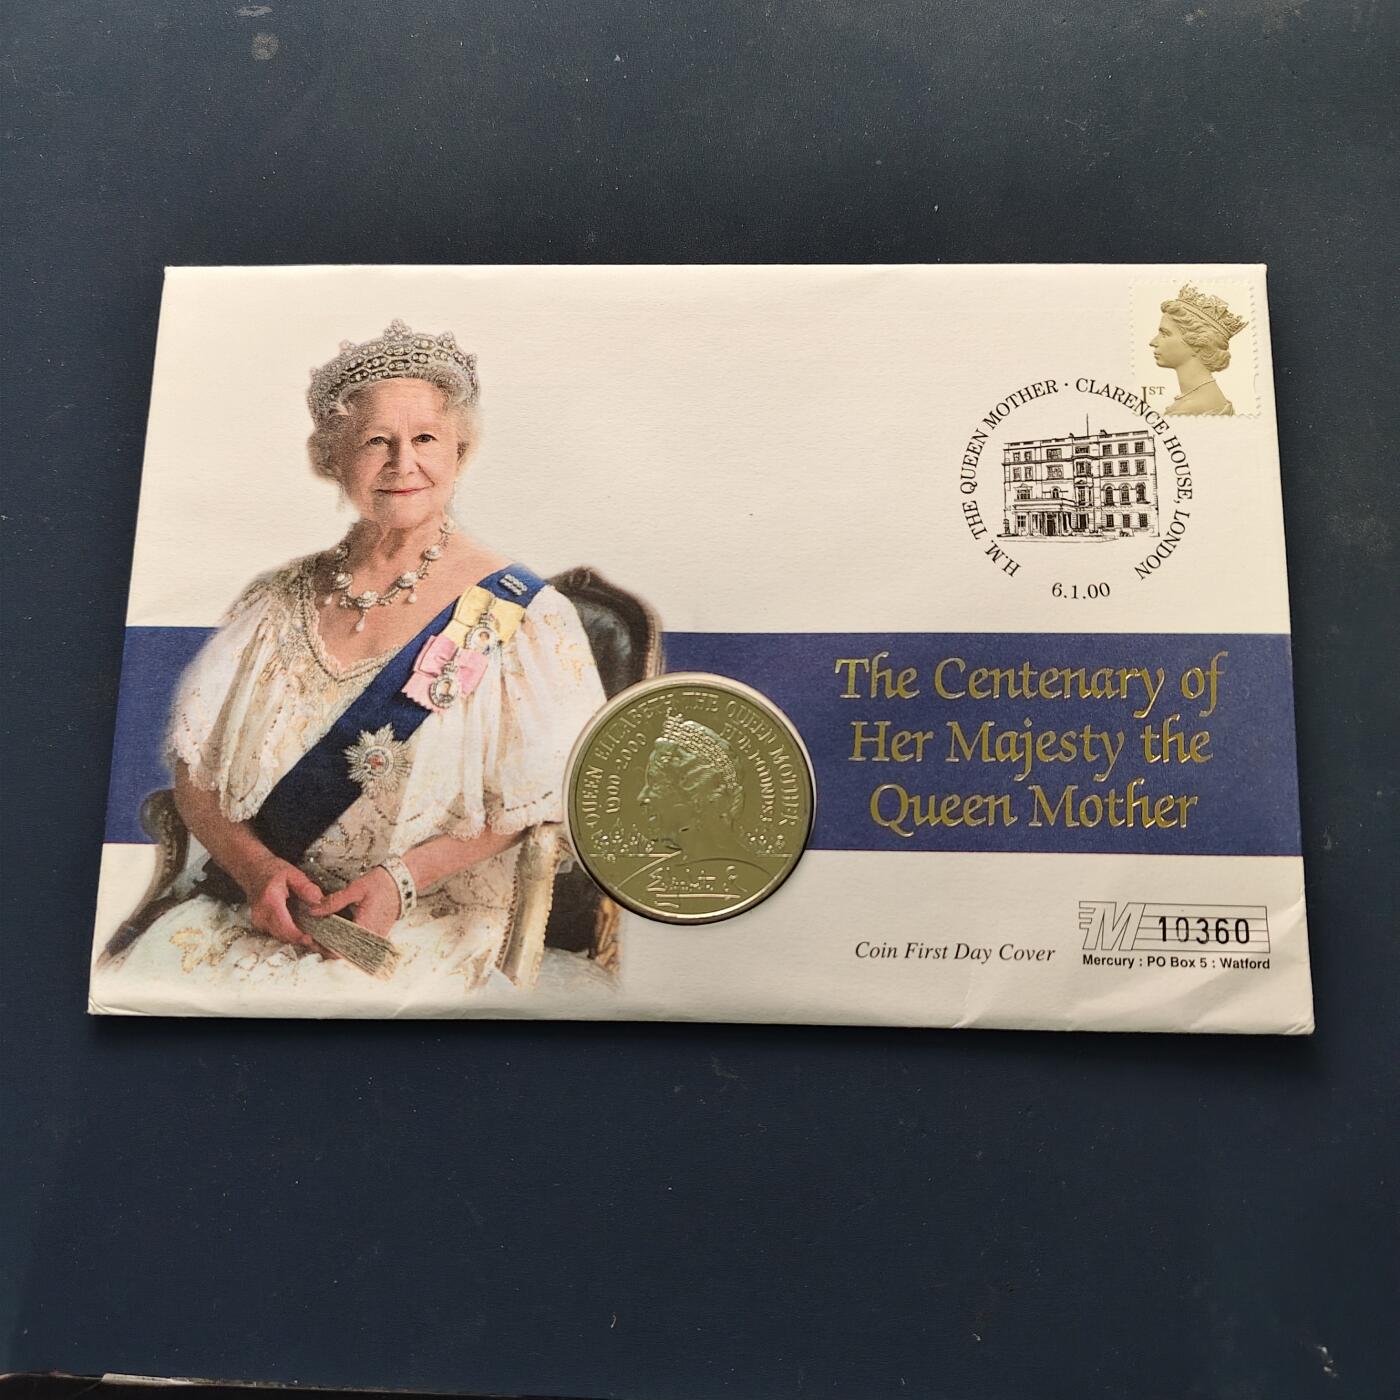 1ST
H.M. THE QUEEN MOTHER · CLARENCE HOUSE, LONDON
6.1.00
The Centenary of
Her Majesty the
Queen Mother
QUEEN ELIZABETH THE QUEEN MOTHER
1900-2000
FIVE POUNDS
Elizabeth R
Coin First Day Cover
M 10360
Mercury : PO Box 5 : Watford